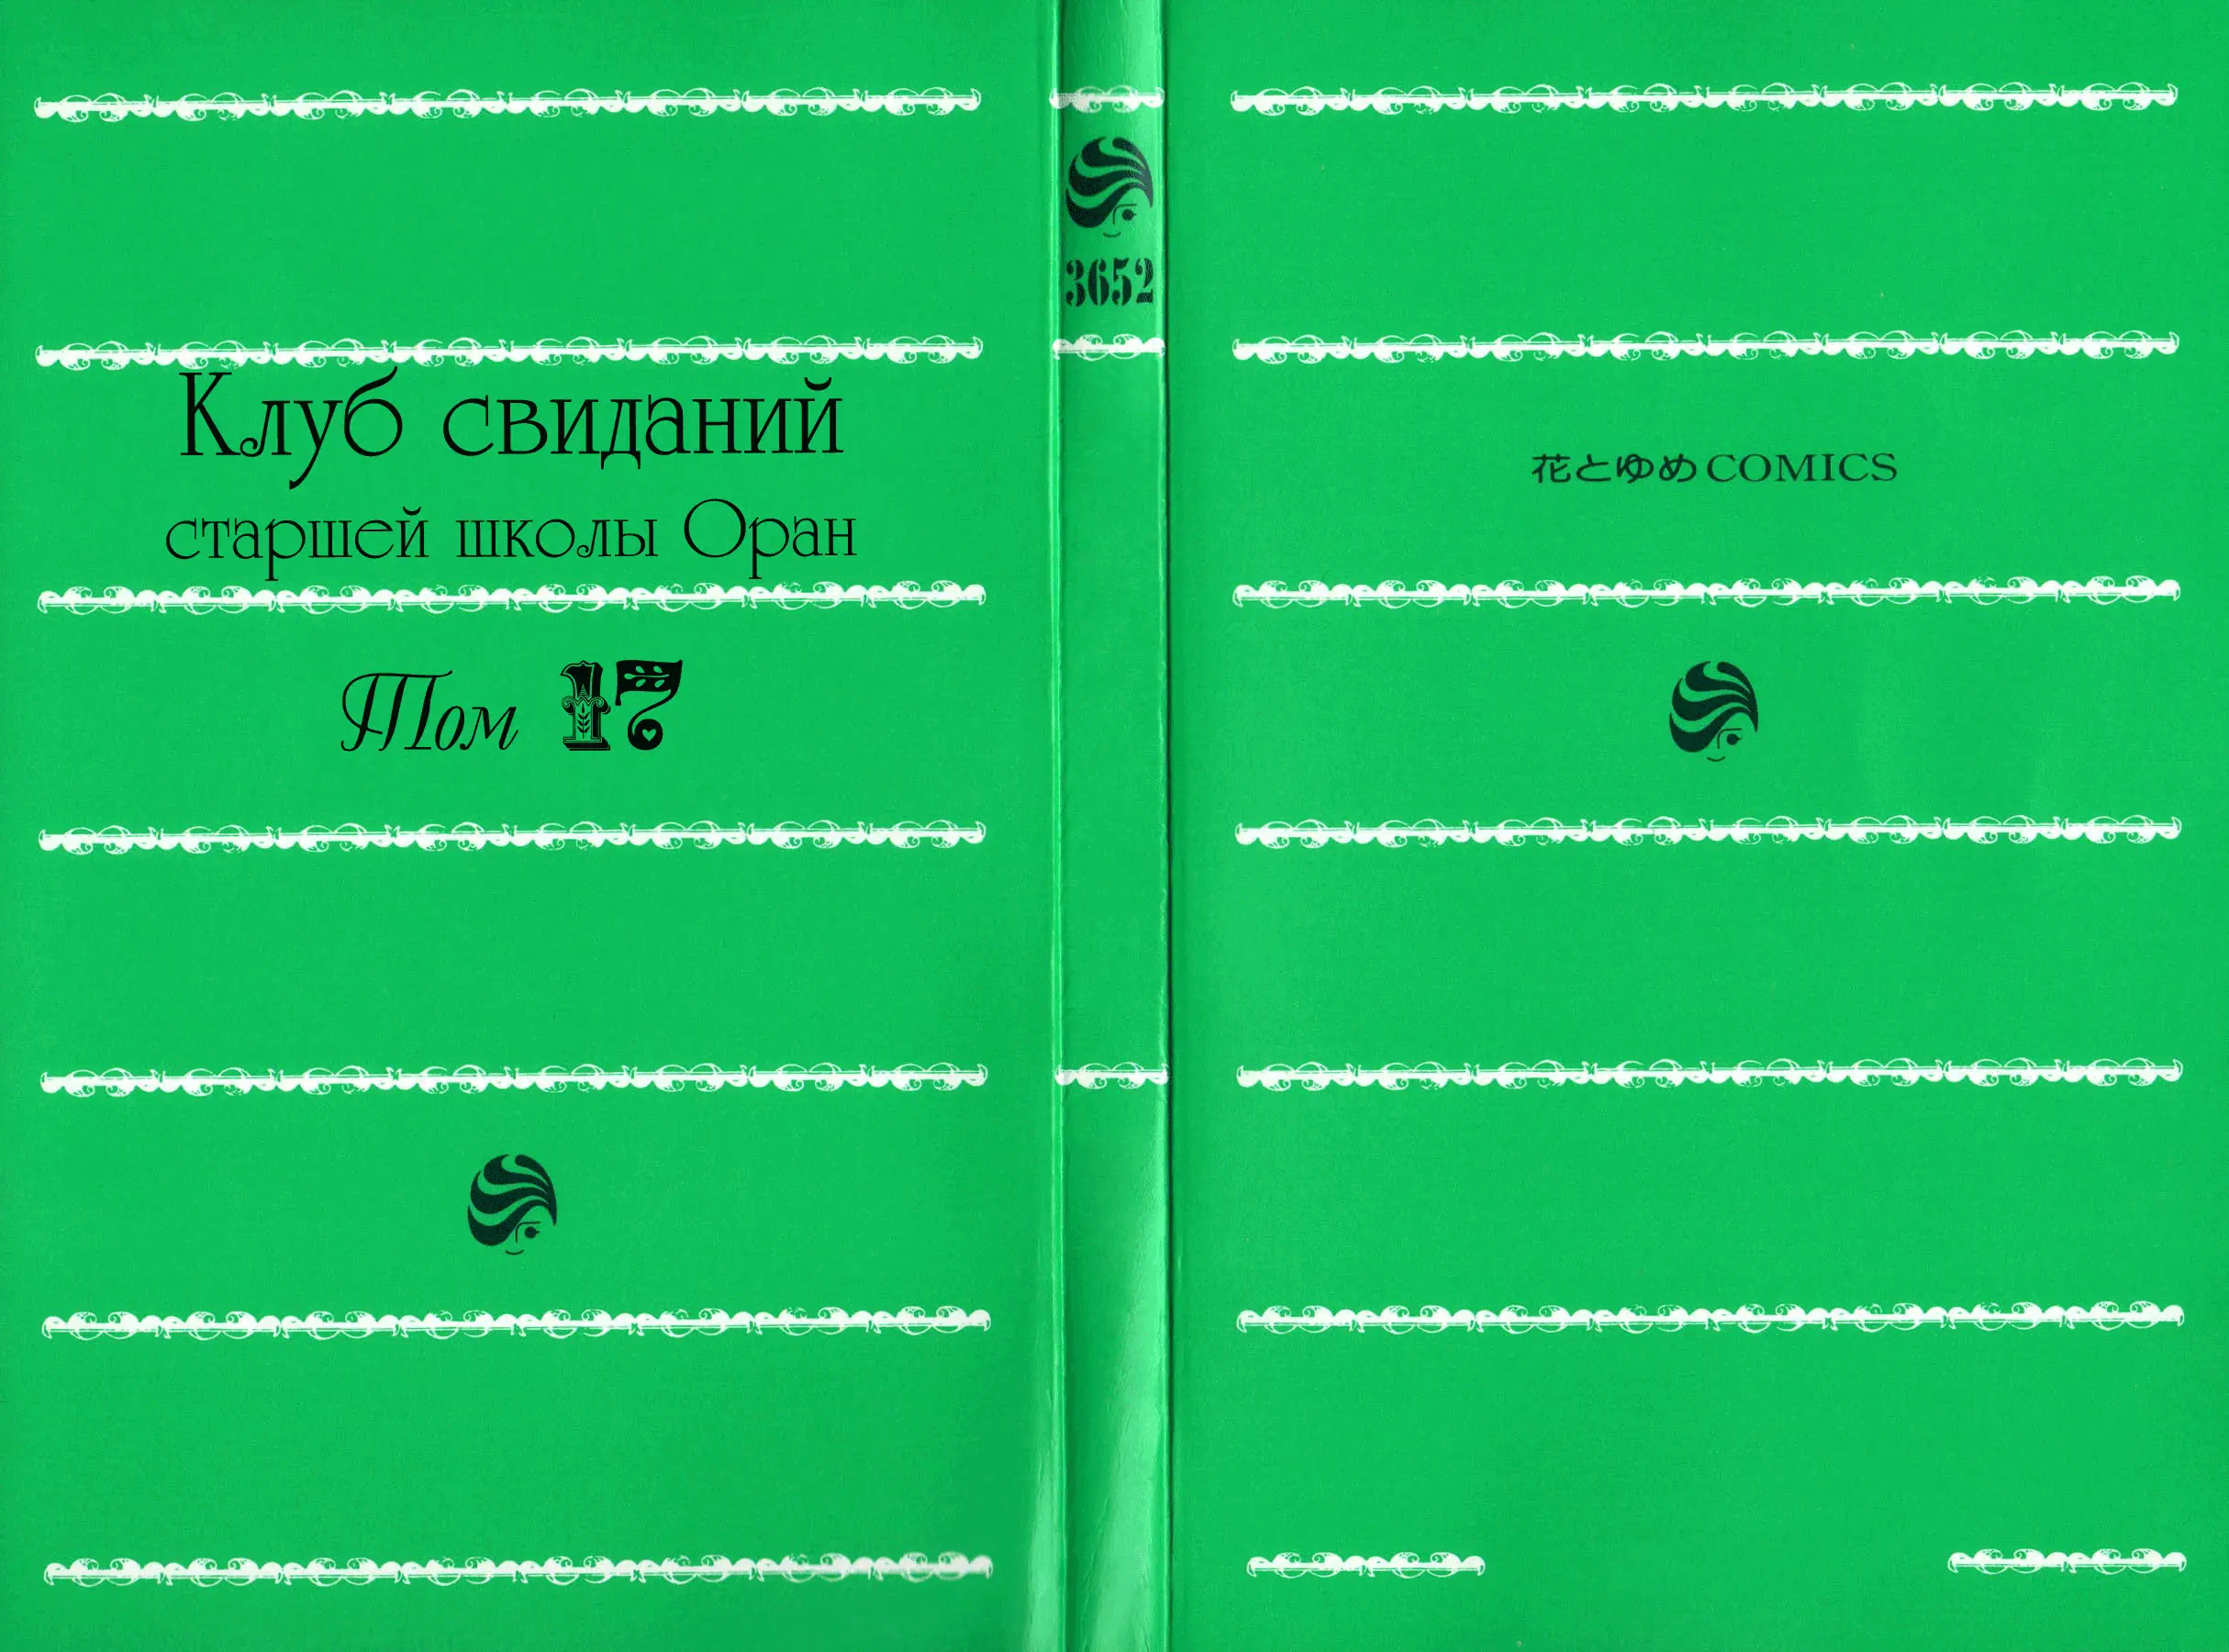 Клуб свиданий
старшей школы Оран
Том 17
3652
花とゆめCOMICS